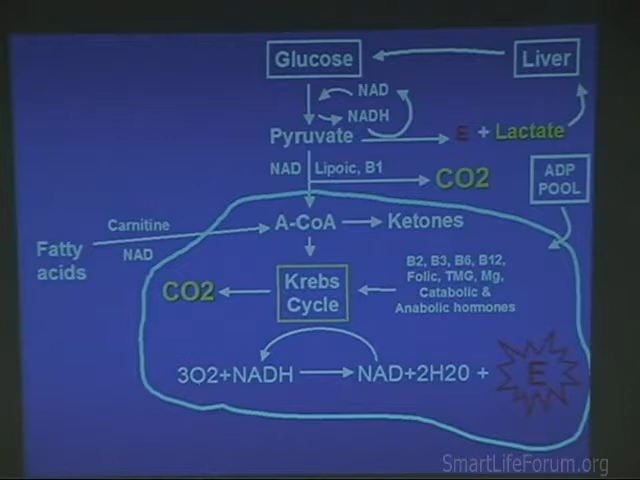 Glucose
Liver
NAD
NADH
Pyruvate
E + Lactate
NAD
Lipoic, B1
CO2
ADP
POOL
Carnitine
A-CoA
Ketones
Fatty
acids
NAD
B2, B3, B6, B12,
Folic, TMG, Mg,
Catabolic &
Anabolic hormones
CO2
Krebs
Cycle
3O2+NADH
NAD+2H20 +
E
SmartLifeForum.org